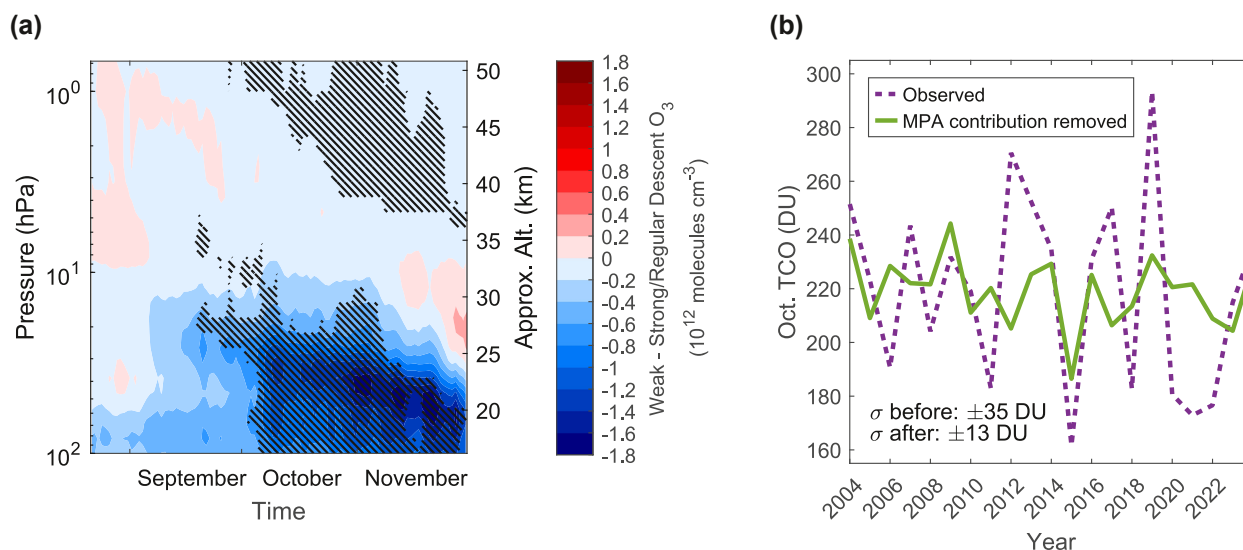 (a)
Pressure (hPa)
10⁰
10¹
10²
50
45
40
35
30
25
20
Approx. Alt. (km)
September
October
November
Time
1.8
1.6
1.4
1.2
1
0.8
0.6
0.4
0.2
0
-0.2
-0.4
-0.6
-0.8
-1
-1.2
-1.4
-1.6
-1.8
Weak - Strong/Regular Descent O₃
(10¹² molecules cm⁻³)
(b)
Oct. TCO (DU)
300
280
260
240
220
200
180
160
Observed
MPA contribution removed
σ before: ±35 DU
σ after: ±13 DU
2004
2006
2008
2010
2012
2014
2016
2018
2020
2022
Year